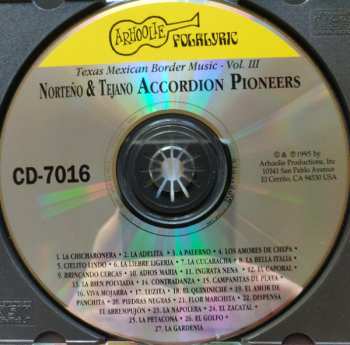 ARHOOLIE
FOLKLYRIC
Texas Mexican Border Music - Vol. III
NORTEÑO & TEJANO ACCORDION PIONEERS
CD-7016
© & ℗ 1995 by
Arhoolie Productions, Inc
10341 San Pablo Avenue
El Cerrito, CA 94530 USA
1. LA CHICHARRONERA • 2. LA ADELITA • 3. A PALERNO • 4. LOS AMORES DE CHEPA •
5. CIELITO LINDO • 6. LA LIEBRE LIGERIA • 7. LA CUCARACHA • 8. LA BELLA ITALIA •
9. BRINCANDO CERCAS • 10. ADIOS MARIA • 11. INGRATA NENA • 12. EL CAPORAL •
13. LA BIEN POLVIADA • 14. CONTRADANZA • 15. CAMPANITAS DE PLAYA •
16. VIVA MOJARRA • 17. LUZITA • 18. EL QUININICHE • 19. EL AMOR DE
PANCHITA • 20. PIEDRAS NEGRAS • 21. FLOR MARCHITA • 22. DISPENSA
EL ARREMPUJÓN • 23. LA NAPOLERA • 24. EL ZACATAL •
25. LA PETACONA • 26. EL GOLFO •
27. LA GARDENIA